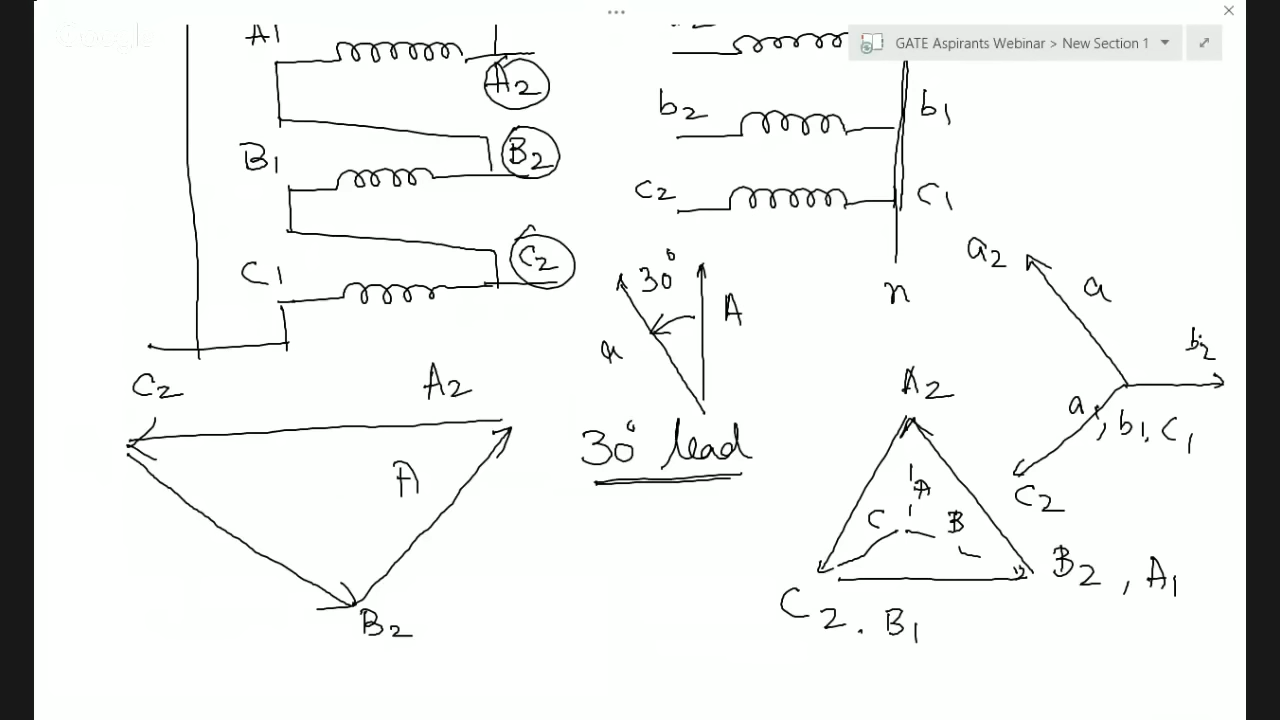 GATE Aspirants Webinar > New Section 1
A1
A2
b2
b1
B1
B2
C2
C1
C1
C2
n
a2
a
30°
A
b2
C2
A2
A2
a, b1, C1
30° lead
A
A
C
B
C2
B2, A1
B2
C2. B1